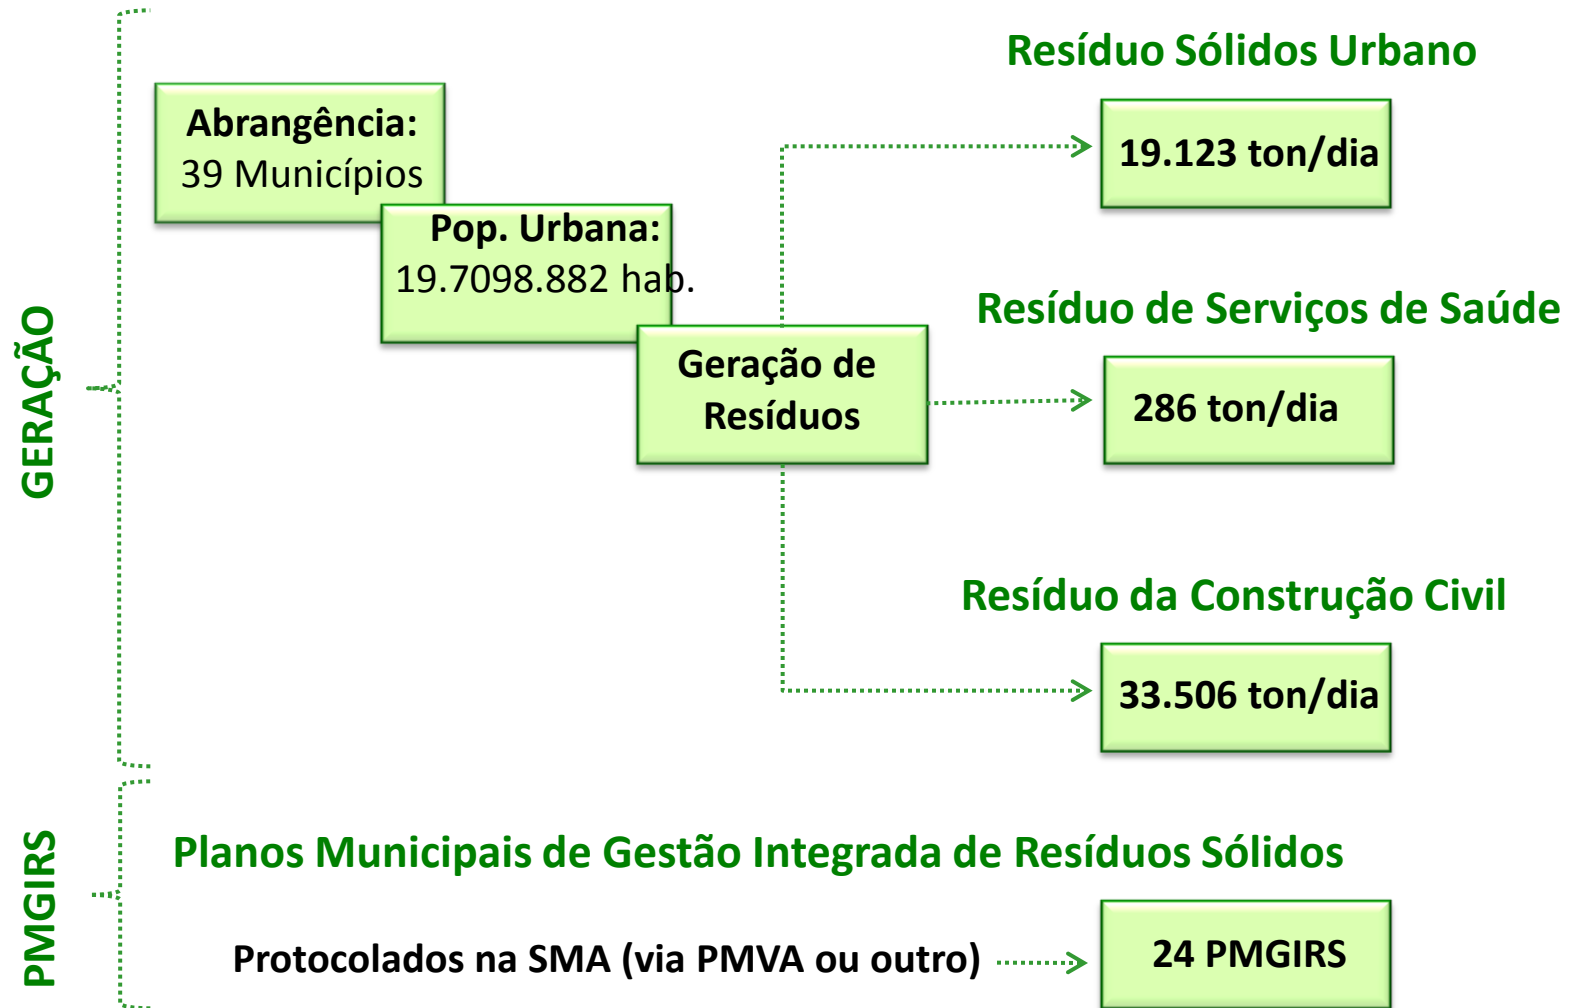 GERAÇÃO
Abrangência:
39 Municípios
Pop. Urbana:
19.7098.882 hab.
Geração de
Resíduos
Resíduo Sólidos Urbano
19.123 ton/dia
Resíduo de Serviços de Saúde
286 ton/dia
Resíduo da Construção Civil
33.506 ton/dia
PMGIRS
Planos Municipais de Gestão Integrada de Resíduos Sólidos
Protocolados na SMA (via PMVA ou outro)
24 PMGIRS